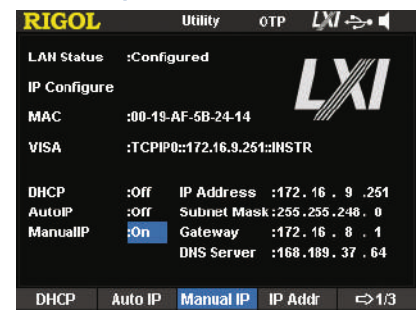 RIGOL Utility OTP LXI
LAN Status :Configured
IP Configure
LXI
MAC :00-19-AF-5B-24-14
VISA :TCPIP0::172.16.9.251::INSTR
DHCP :Off IP Address :172. 16 . 9 .251
AutoIP :Off Subnet Mask:255.255.248. 0
ManualIP :On Gateway :172. 16 . 8 . 1
DNS Server :168.189. 37 . 64
DHCP Auto IP Manual IP IP Addr ⇨1/3